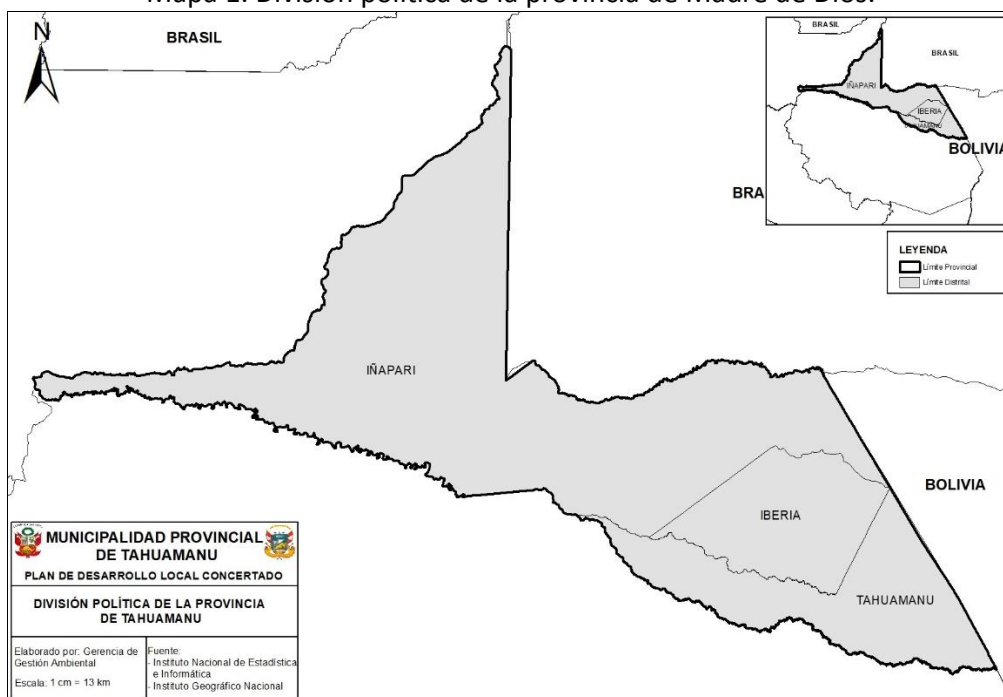 Mapa 1. División política de la provincia de Madre de Dios.
N
BRASIL
BRASIL
BRASIL
IÑAPARI
IBERIA
TAHUAMANU
BOLIVIA
BRA
LEYENDA
Límite Provincial
Límite Distrital
IÑAPARI
IBERIA
BOLIVIA
TAHUAMANU
MUNICIPALIDAD PROVINCIAL
DE TAHUAMANU
PLAN DE DESARROLLO LOCAL CONCERTADO
DIVISIÓN POLÌTICA DE LA PROVINCIA
DE TAHUAMANU
Elaborado por: Gerencia de
Gestión Ambiental
Escala: 1 cm = 13 km
Fuente:
- Instituto Nacional de Estadística
e Informática
- Instituto Geográfico Nacional